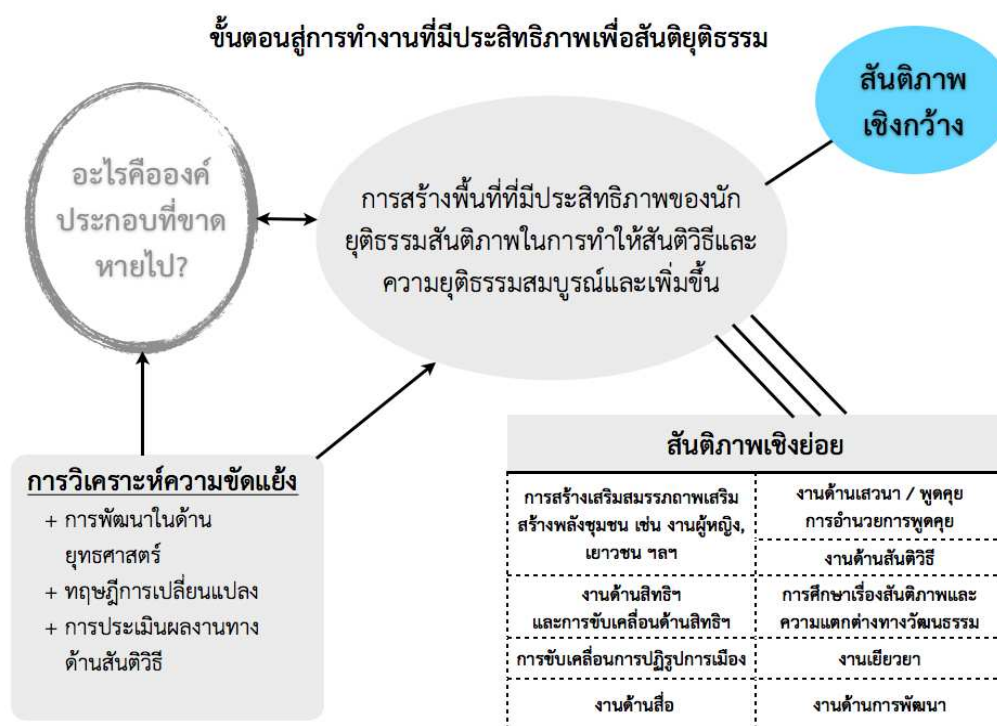 ขั้นตอนสู่การทำงานที่มีประสิทธิภาพเพื่อสันติยุติธรรม
สันติภาพ
เชิงกว้าง
อะไรคือองค์
ประกอบที่ขาด
หายไป?
การสร้างพื้นที่ที่มีประสิทธิภาพของนัก
ยุติธรรมสันติภาพในการทำให้สันติวิธีและ
ความยุติธรรมสมบูรณ์และเพิ่มขึ้น
การวิเคราะห์ความขัดแย้ง
+ การพัฒนาในด้าน
ยุทธศาสตร์
+ ทฤษฎีการเปลี่ยนแปลง
+ การประเมินผลงานทาง
ด้านสันติวิธี
สันติภาพเชิงย่อย
การสร้างเสริมสมรรถภาพเสริม
สร้างพลังชุมชน เช่น งานผู้หญิง,
เยาวชน ฯลฯ
งานด้านเสวนา / พูดคุย
การอำนวยการพูดคุย
งานด้านสันติวิธี
งานด้านสิทธิฯ
และการขับเคลื่อนด้านสิทธิฯ
การศึกษาเรื่องสันติภาพและ
ความแตกต่างทางวัฒนธรรม
การขับเคลื่อนการปฏิรูปการเมือง
งานเยียวยา
งานด้านสื่อ
งานด้านการพัฒนา